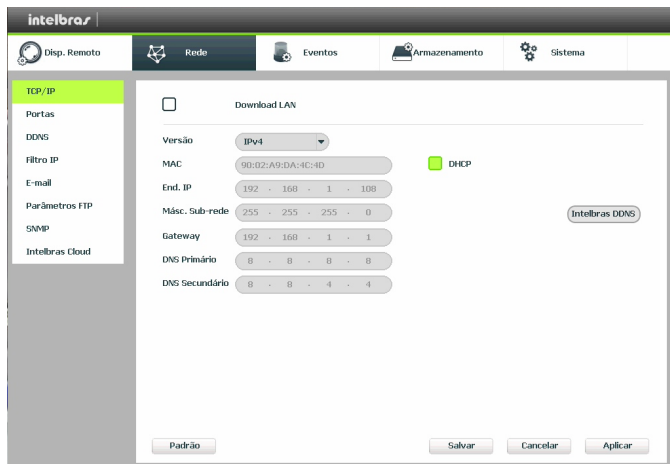 intelbras
Disp. Remoto
Rede
Eventos
Armazenamento
Sistema
TCP/IP
Portas
DDNS
Filtro IP
E-mail
Parâmetros FTP
SNMP
Intelbras Cloud
Download LAN
Versão IPv4
MAC 90:02:A9:DA:4C:4D DHCP
End. IP 192 . 168 . 1 . 108
Másc. Sub-rede 255 . 255 . 255 . 0 Intelbras DDNS
Gateway 192 . 168 . 1 . 1
DNS Primário 8 . 8 . 8 . 8
DNS Secundário 8 . 8 . 4 . 4
Padrão Salvar Cancelar Aplicar